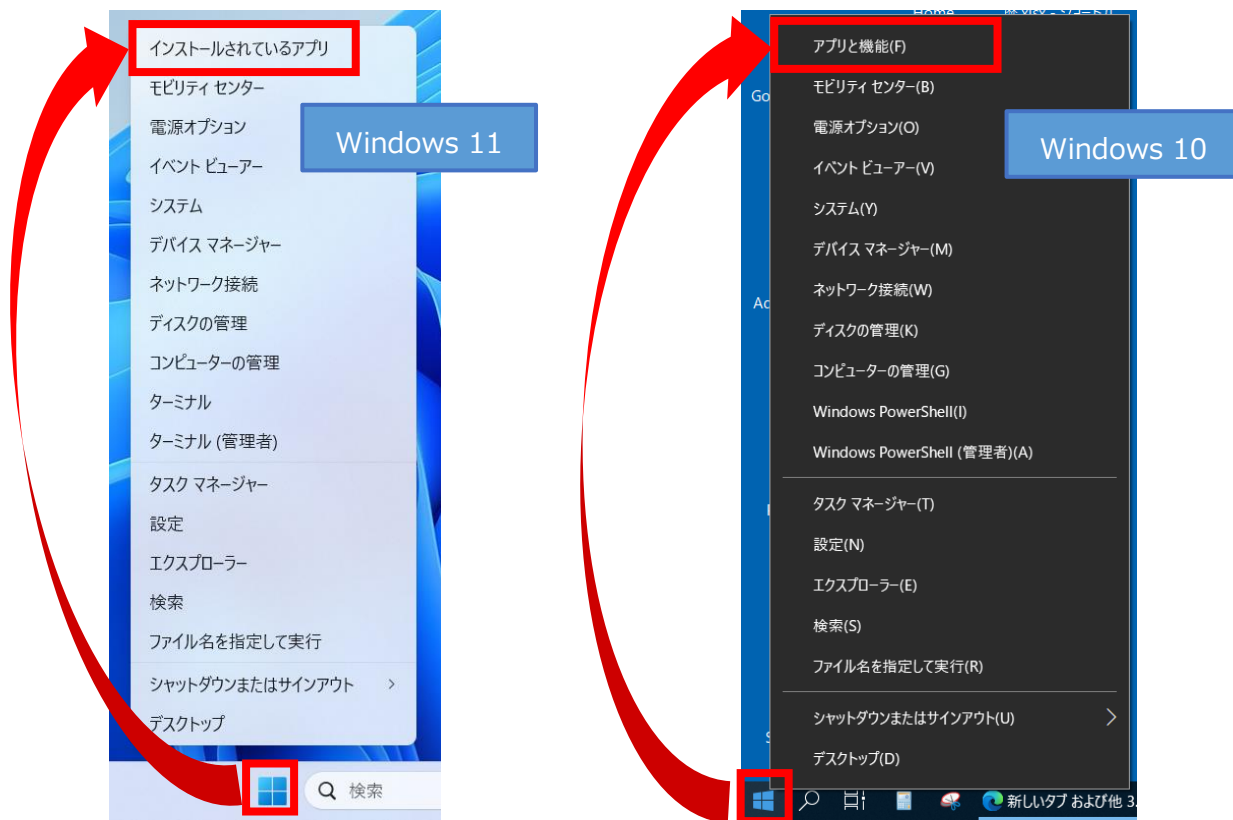 インストールされているアプリ
モビリティ センター
電源オプション
イベント ビューアー
システム
デバイス マネージャー
ネットワーク接続
ディスクの管理
コンピューターの管理
ターミナル
ターミナル (管理者)
タスク マネージャー
設定
エクスプローラー
検索
ファイル名を指定して実行
シャットダウンまたはサインアウト
デスクトップ
検索
Windows 11
アプリと機能(F)
モビリティ センター(B)
電源オプション(O)
イベント ビューアー(V)
システム(Y)
デバイス マネージャー(M)
ネットワーク接続(W)
ディスクの管理(K)
コンピューターの管理(G)
Windows PowerShell(I)
Windows PowerShell (管理者)(A)
タスク マネージャー(T)
設定(N)
エクスプローラー(E)
検索(S)
ファイル名を指定して実行(R)
シャットダウンまたはサインアウト(U)
デスクトップ(D)
新しいタブ および他 3.
Windows 10
Go